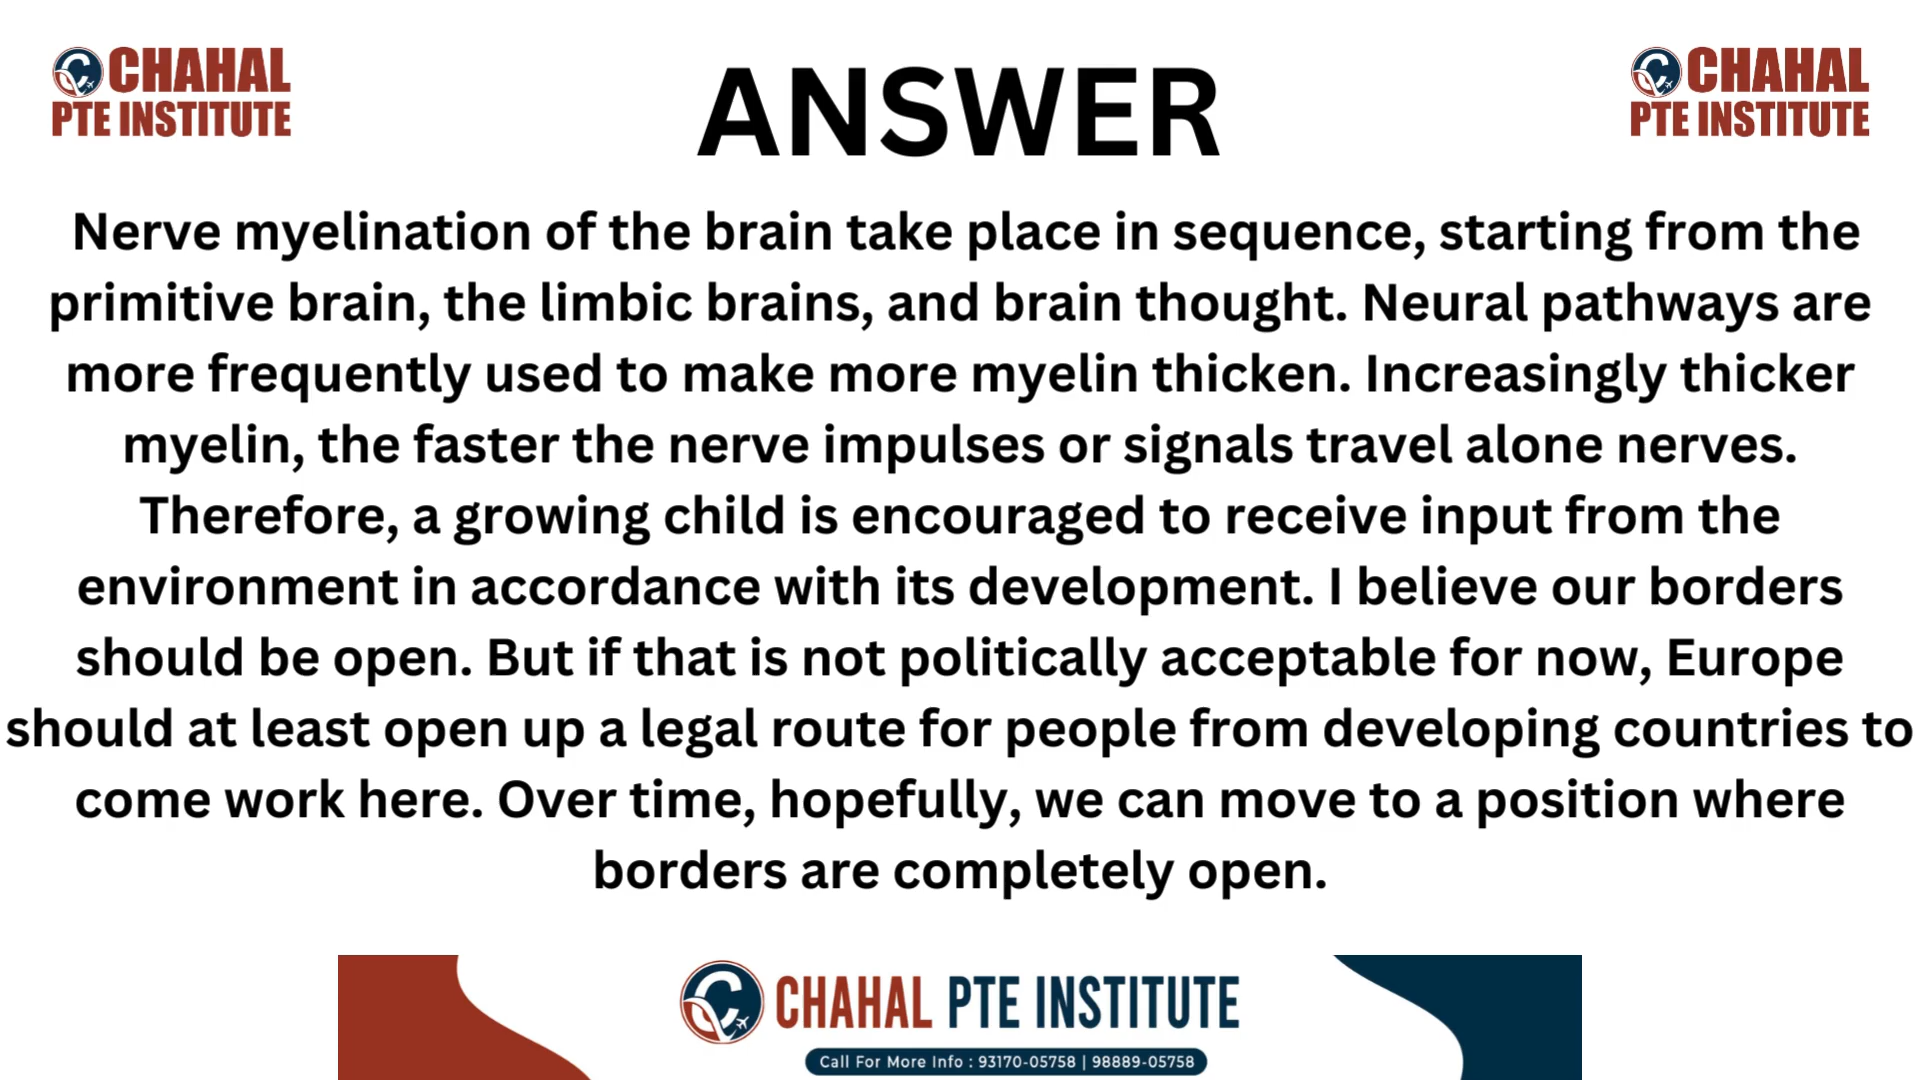 CHAHAL
PTE INSTITUTE
ANSWER
CHAHAL
PTE INSTITUTE
Nerve myelination of the brain take place in sequence, starting from the
primitive brain, the limbic brains, and brain thought. Neural pathways are
more frequently used to make more myelin thicken. Increasingly thicker
myelin, the faster the nerve impulses or signals travel alone nerves.
Therefore, a growing child is encouraged to receive input from the
environment in accordance with its development. I believe our borders
should be open. But if that is not politically acceptable for now, Europe
should at least open up a legal route for people from developing countries to
come work here. Over time, hopefully, we can move to a position where
borders are completely open.
CHAHAL PTE INSTITUTE
Call For More Info : 93170-05758 | 98889-05758